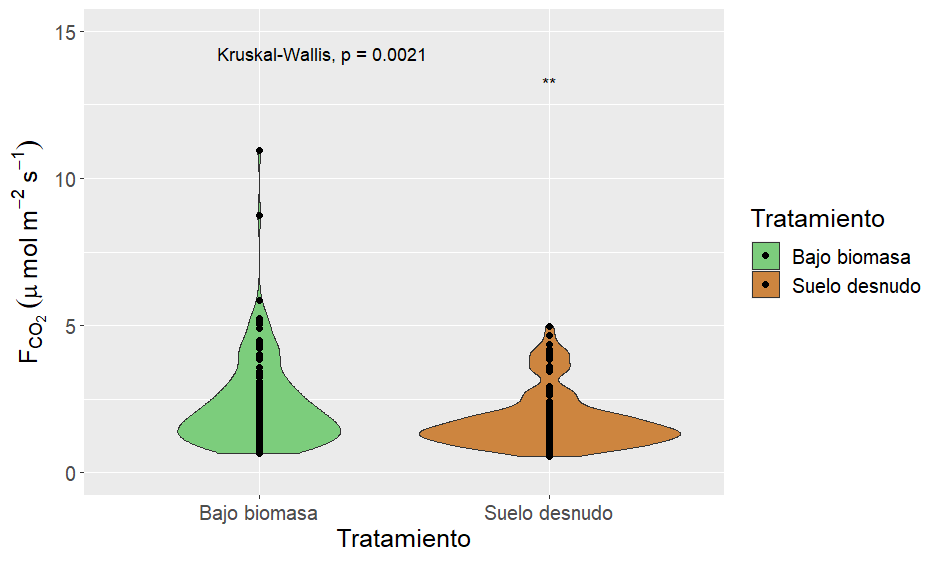 15
10
5
0
F_CO₂ (μ mol m⁻² s⁻¹)
Kruskal-Wallis, p = 0.0021
**
Bajo biomasa
Suelo desnudo
Tratamiento
Tratamiento
Bajo biomasa
Suelo desnudo